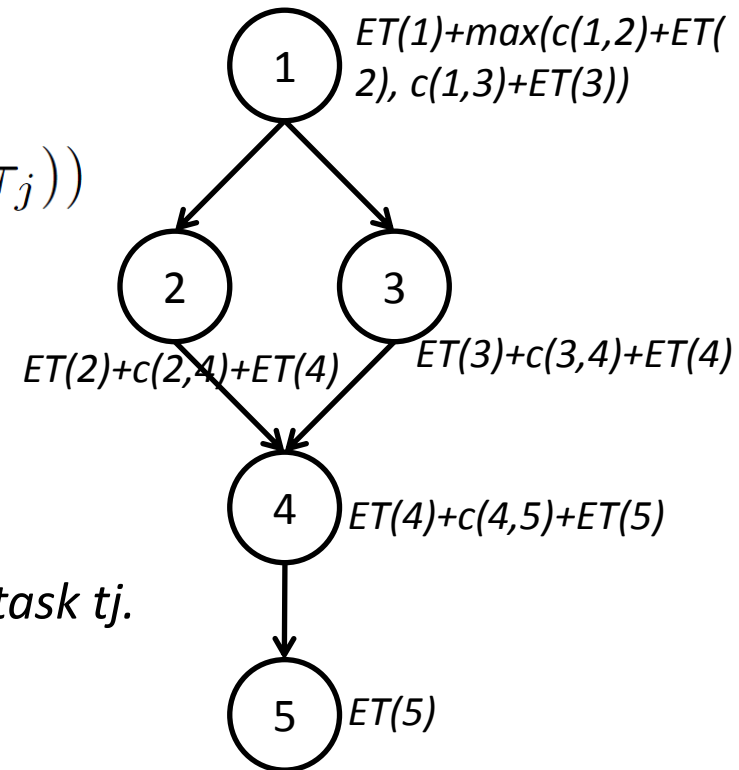 ET(1)+max(c(1,2)+ET(
2), c(1,3)+ET(3))
1
j))
2
3
ET(2)+c(2,4)+ET(4)
ET(3)+c(3,4)+ET(4)
4
ET(4)+c(4,5)+ET(5)
task tj.
5
ET(5)